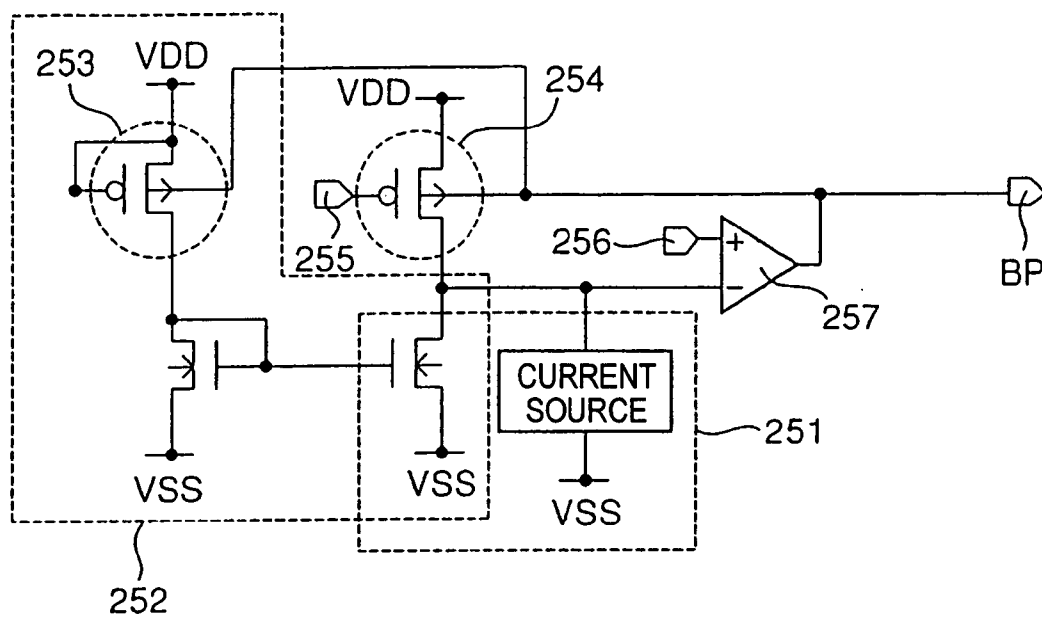 253
VDD
VDD
254
255
256
+
−
257
BP
CURRENT
SOURCE
251
VSS
VSS
VSS
252